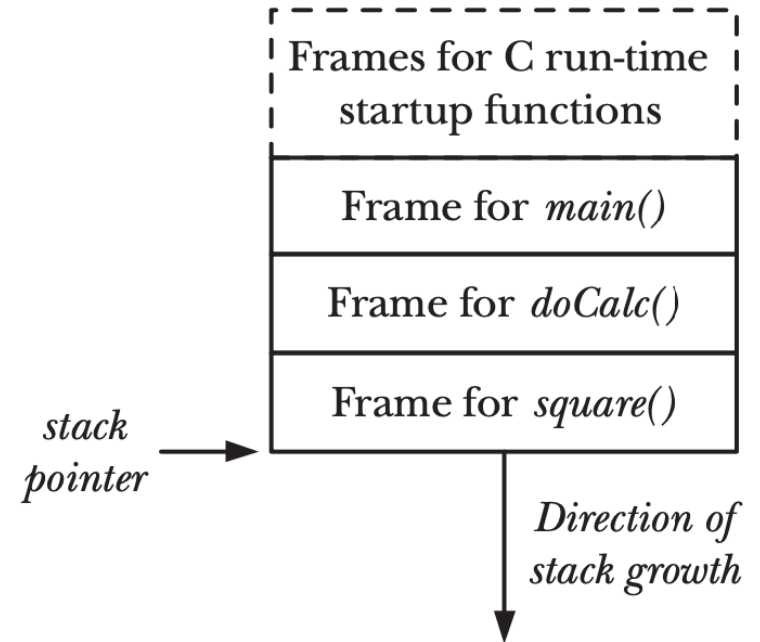 Frames for C run-time
startup functions
Frame for main()
Frame for doCalc()
Frame for square()
stack
pointer
Direction of
stack growth